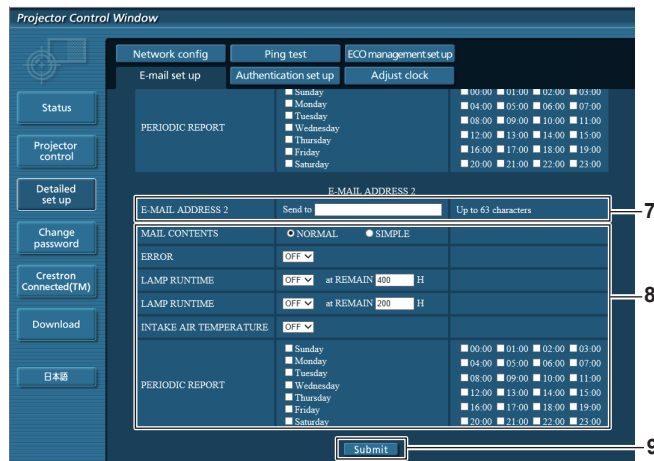 Projector Control Window
Network config Ping test ECO management set up
E-mail set up Authentication set up Adjust clock
Status
Projector control
Detailed set up
Change password
Crestron Connected(TM)
Download
日本語
PERIODIC REPORT
Sunday
Monday
Tuesday
Wednesday
Thursday
Friday
Saturday
00:00 01:00 02:00 03:00
04:00 05:00 06:00 07:00
08:00 09:00 10:00 11:00
12:00 13:00 14:00 15:00
16:00 17:00 18:00 19:00
20:00 21:00 22:00 23:00
E-MAIL ADDRESS 2
E-MAIL ADDRESS 2 Send to Up to 63 characters
7
MAIL CONTENTS NORMAL SIMPLE
ERROR OFF
LAMP RUNTIME OFF at REMAIN 400 H
8
LAMP RUNTIME OFF at REMAIN 200 H
INTAKE AIR TEMPERATURE OFF
PERIODIC REPORT
Sunday
Monday
Tuesday
Wednesday
Thursday
Friday
Saturday
00:00 01:00 02:00 03:00
04:00 05:00 06:00 07:00
08:00 09:00 10:00 11:00
12:00 13:00 14:00 15:00
16:00 17:00 18:00 19:00
20:00 21:00 22:00 23:00
Submit
9